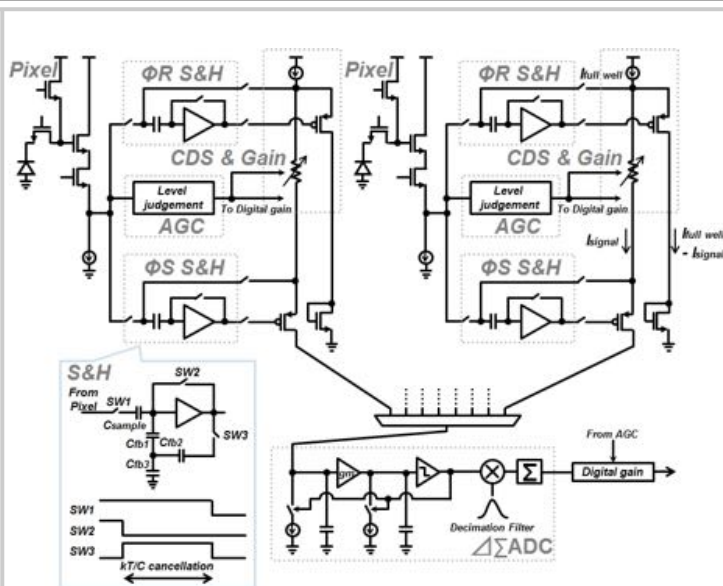 Pixel
ΦR S&H
CDS & Gain
Level judgement
To Digital gain
AGC
ΦS S&H
Pixel
ΦR S&H
Ifull well
CDS & Gain
Level judgement
To Digital gain
AGC
Isignal
Ifull well - Isignal
ΦS S&H
S&H
From Pixel
SW1
SW2
SW3
Csample
Cfb1
Cfb2
Cfb3
SW1
SW2
SW3
kT/C cancellation
gm
Σ
From AGC
Digital gain
Decimation Filter
⊿ΣADC